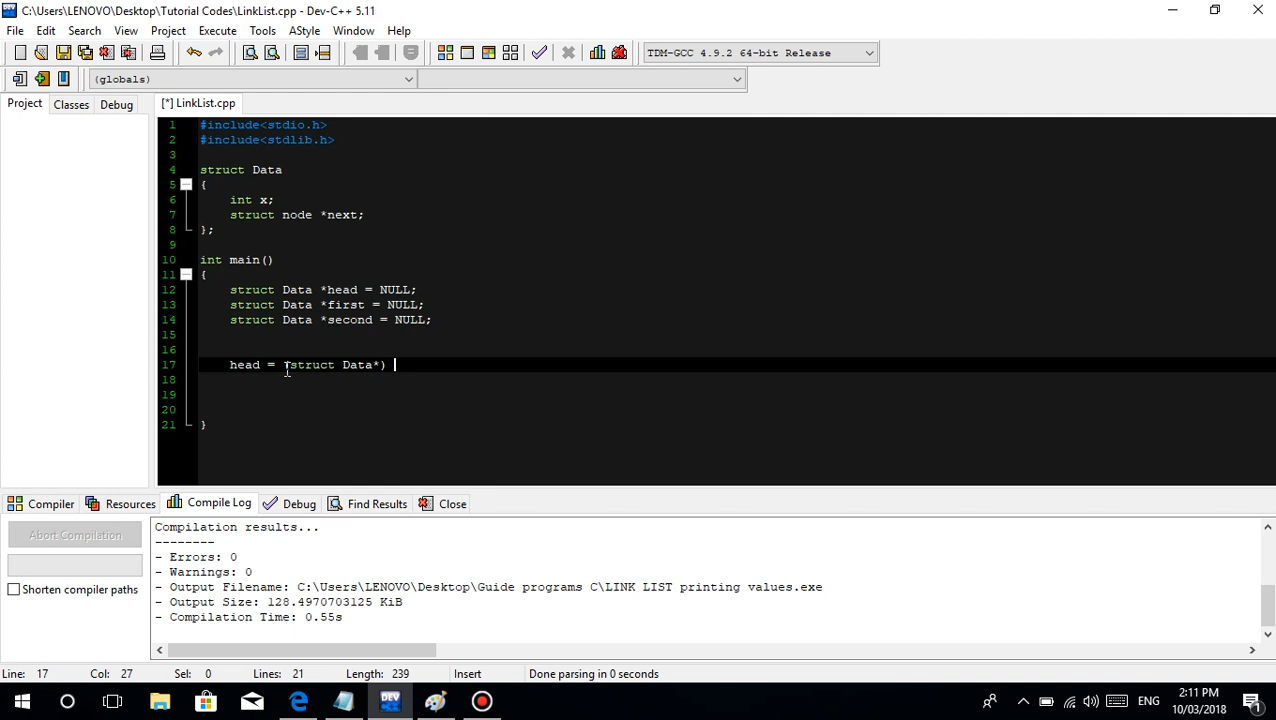 C:\Users\LENOVO\Desktop\Tutorial Codes\LinkList.cpp - Dev-C++ 5.11
File Edit Search View Project Execute Tools AStyle Window Help
TDM-GCC 4.9.2 64-bit Release
(globals)
Project Classes Debug
[*] LinkList.cpp
1 #include<stdio.h>
2 #include<stdlib.h>
3
4 struct Data
5 {
6 int x;
7 struct node *next;
8 };
9
10 int main()
11 {
12 struct Data *head = NULL;
13 struct Data *first = NULL;
14 struct Data *second = NULL;
15
16
17 head = (struct Data*)
18
19
20
21 }
Compiler Resources Compile Log Debug Find Results Close
Abort Compilation
Shorten compiler paths
Compilation results...
--------
- Errors: 0
- Warnings: 0
- Output Filename: C:\Users\LENOVO\Desktop\Guide programs C\LINK LIST printing values.exe
- Output Size: 128.4970703125 KiB
- Compilation Time: 0.55s
Line: 17 Col: 27 Sel: 0 Lines: 21 Length: 239 Insert Done parsing in 0 seconds
DEV
ENG
2:11 PM
10/03/2018
1